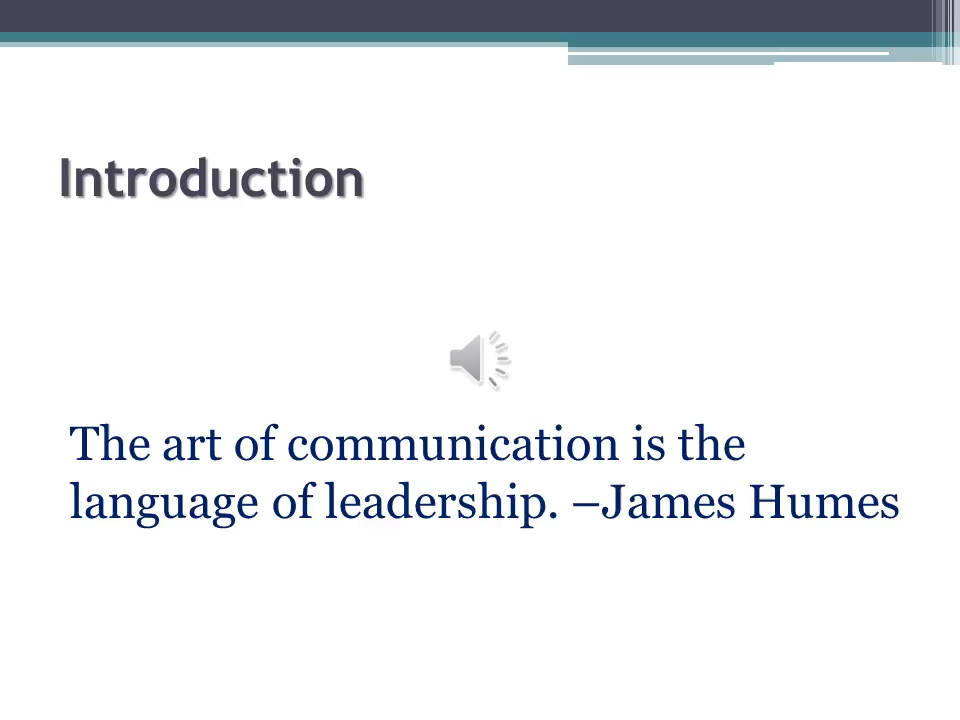 Introduction
The art of communication is the
language of leadership. –James Humes